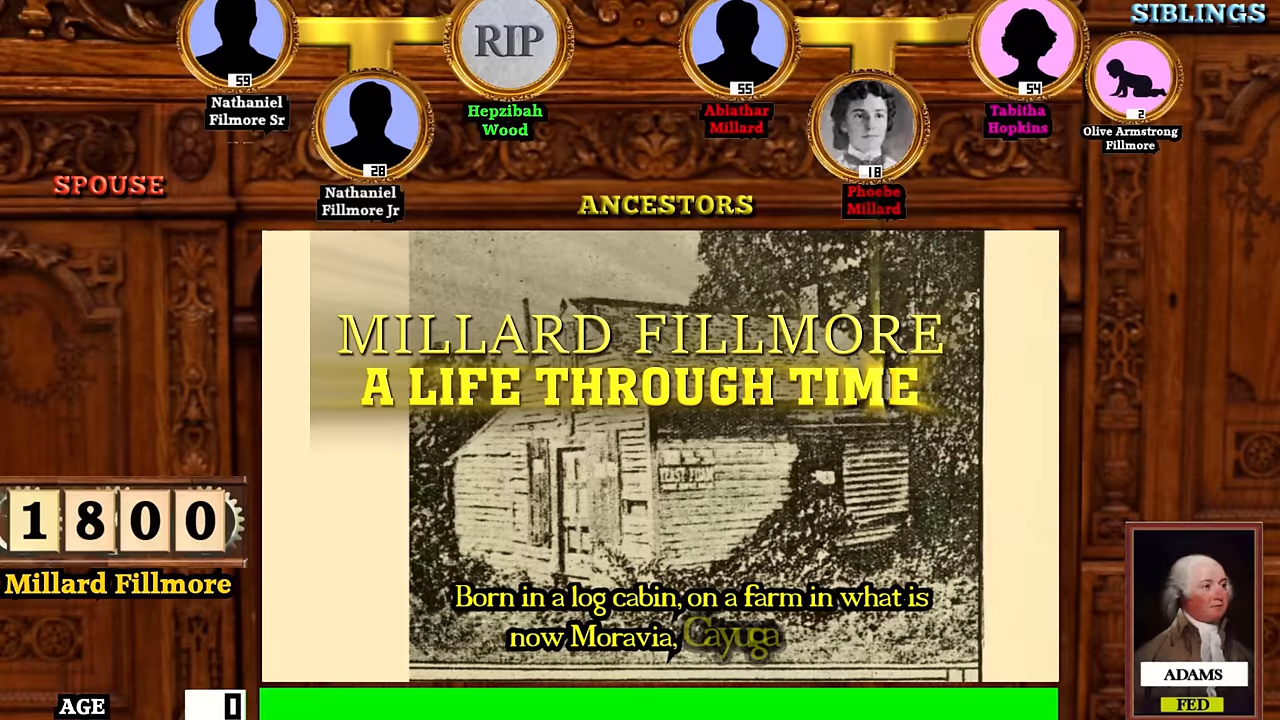 SIBLINGS
59
Nathaniel
Filmore Sr
RIP
Hepzibah
Wood
55
Abiathar
Millard
54
Tabitha
Hopkins
2
Olive Armstrong
Fillmore
28
Nathaniel
Fillmore Jr
18
Phoebe
Millard
SPOUSE
ANCESTORS
MILLARD FILLMORE
A LIFE THROUGH TIME
1800
Millard Fillmore
Born in a log cabin, on a farm in what is
now Moravia, Cayuga
AGE 0
ADAMS
FED